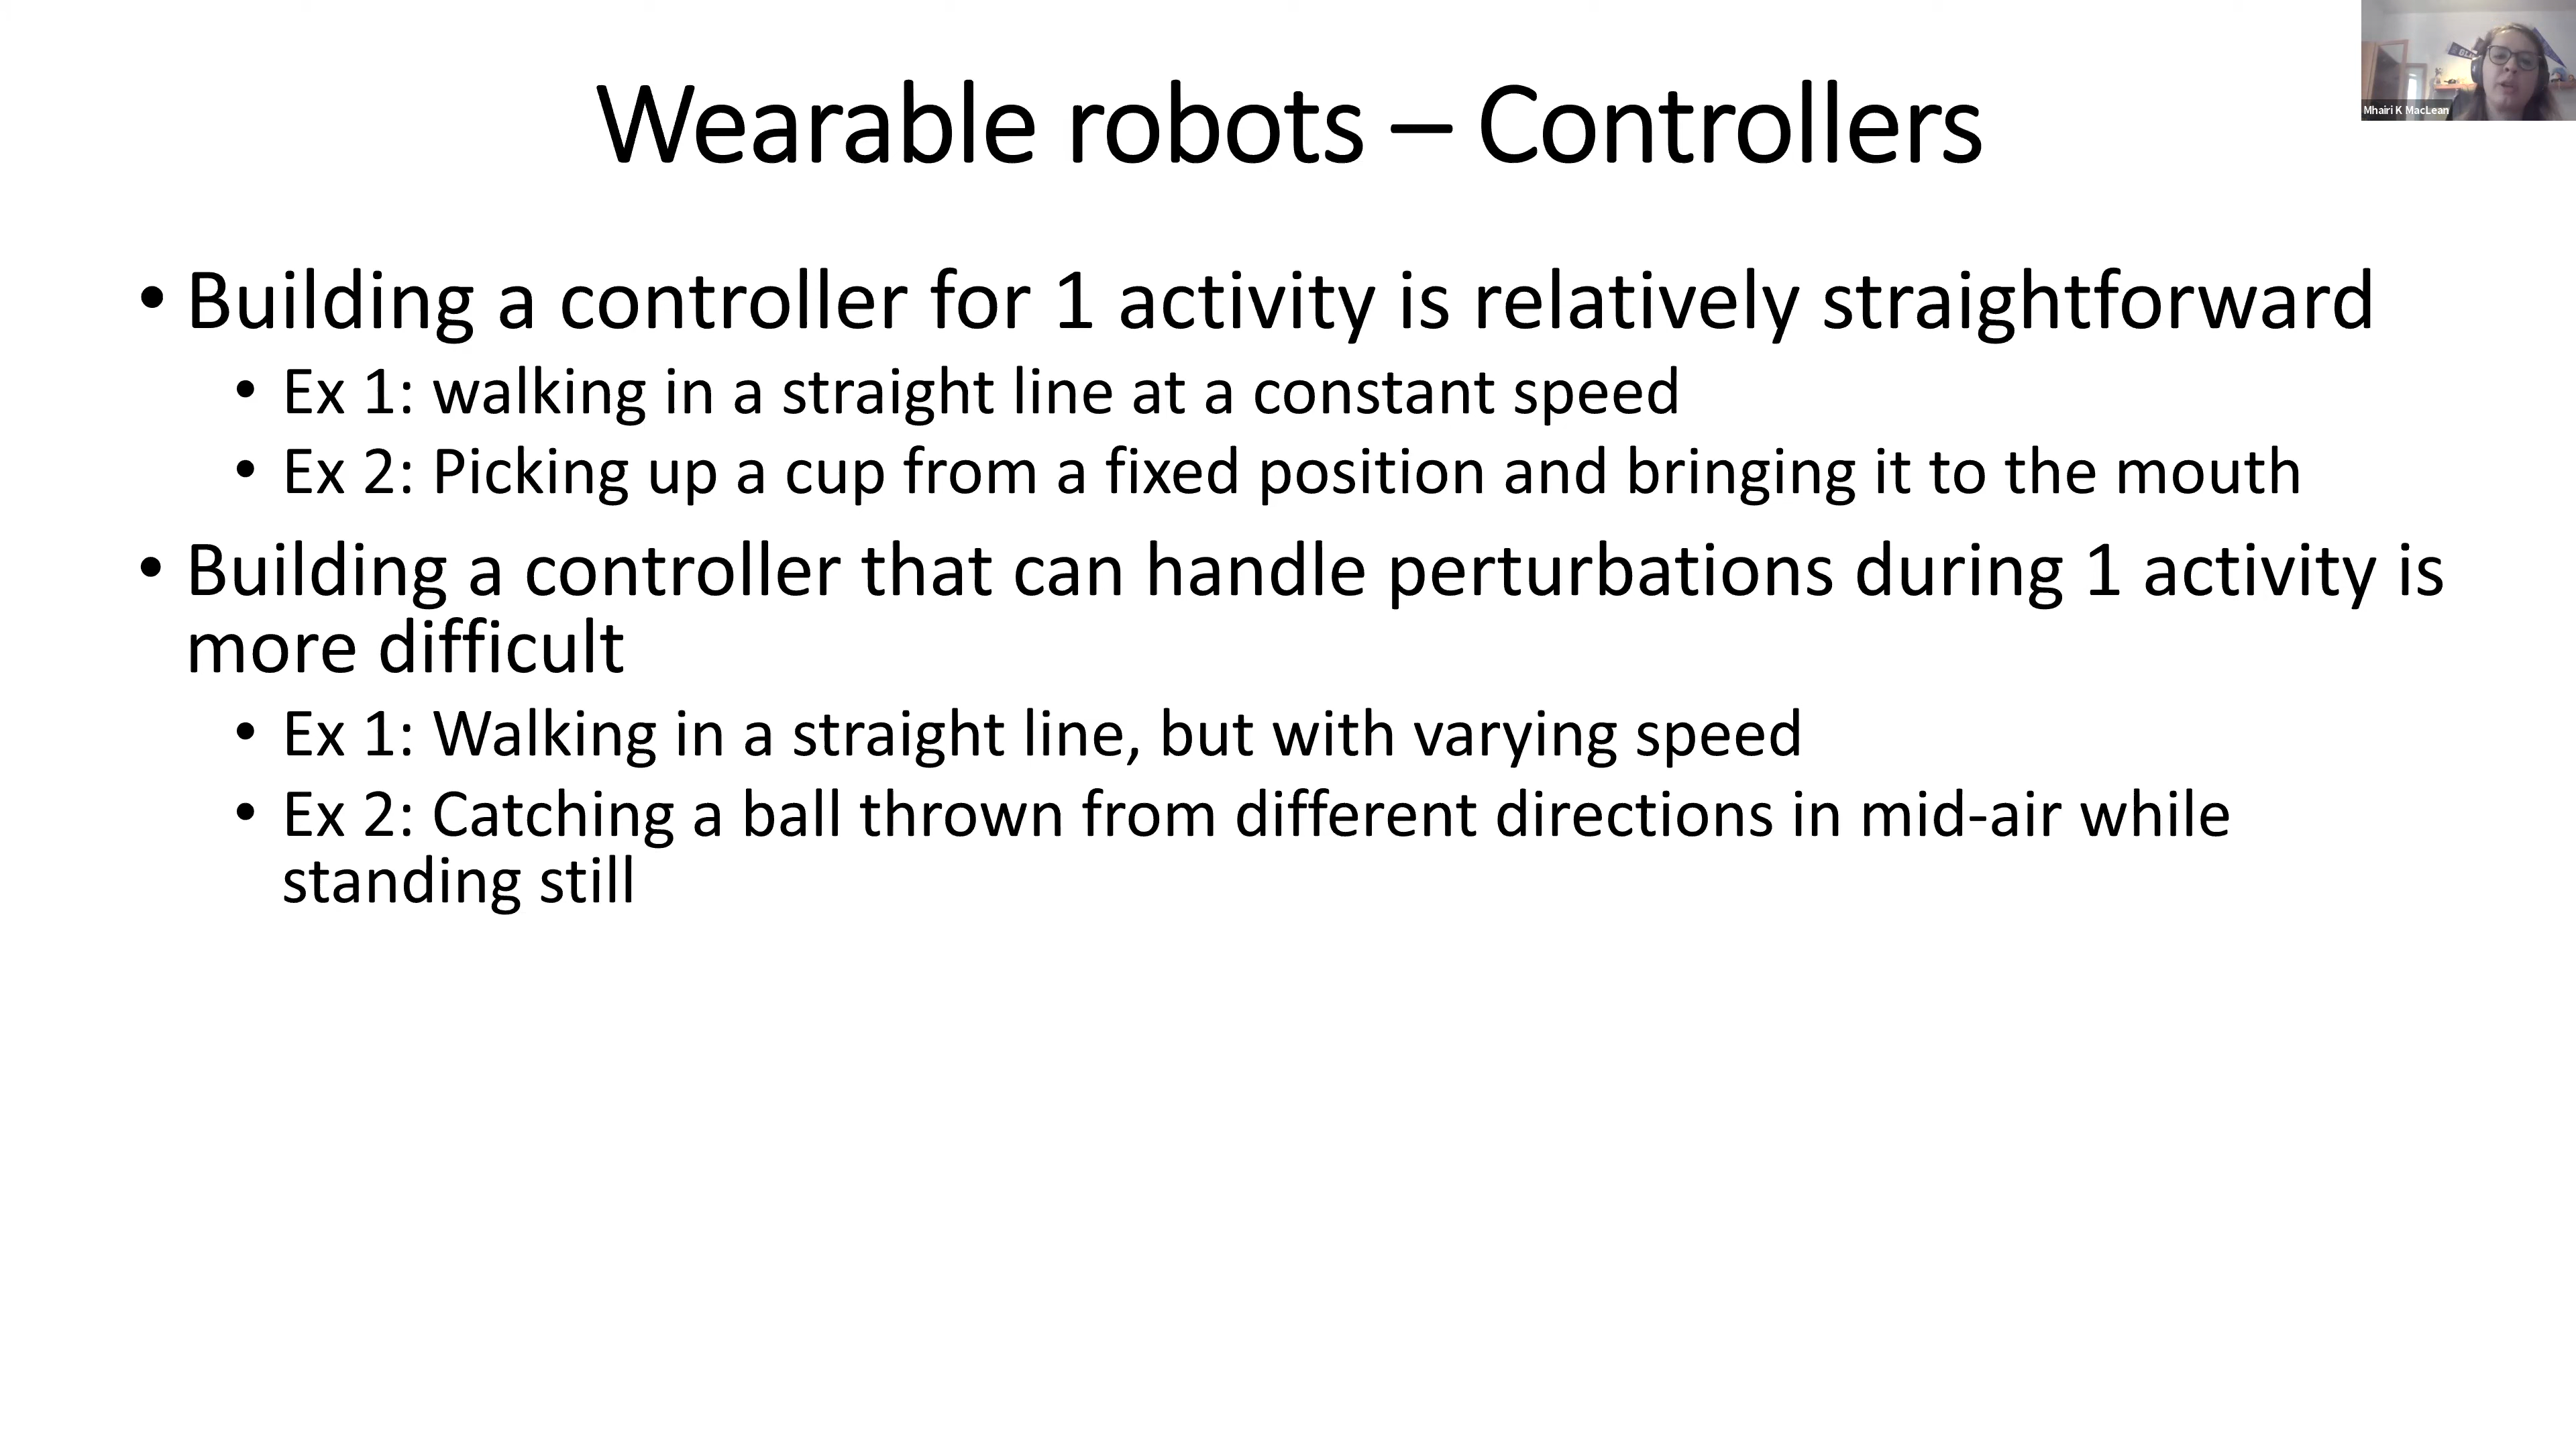 Wearable robots – Controllers
Mhairi K MacLean
• Building a controller for 1 activity is relatively straightforward
• Ex 1: walking in a straight line at a constant speed
• Ex 2: Picking up a cup from a fixed position and bringing it to the mouth
• Building a controller that can handle perturbations during 1 activity is
more difficult
• Ex 1: Walking in a straight line, but with varying speed
• Ex 2: Catching a ball thrown from different directions in mid-air while
standing still